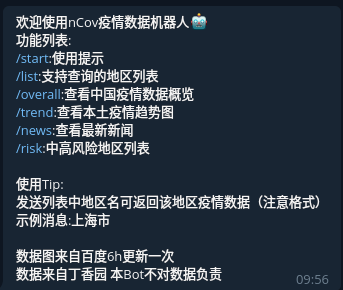 欢迎使用nCov疫情数据机器人🤖
功能列表:
/start:使用提示
/list:支持查询的地区列表
/overall:查看中国疫情数据概览
/trend:查看本土疫情趋势图
/news:查看最新新闻
/risk:中高风险地区列表
使用Tip:
发送列表中地区名可返回该地区疫情数据（注意格式）
示例消息:上海市
数据图来自百度6h更新一次
数据来自丁香园 本Bot不对数据负责
09:56